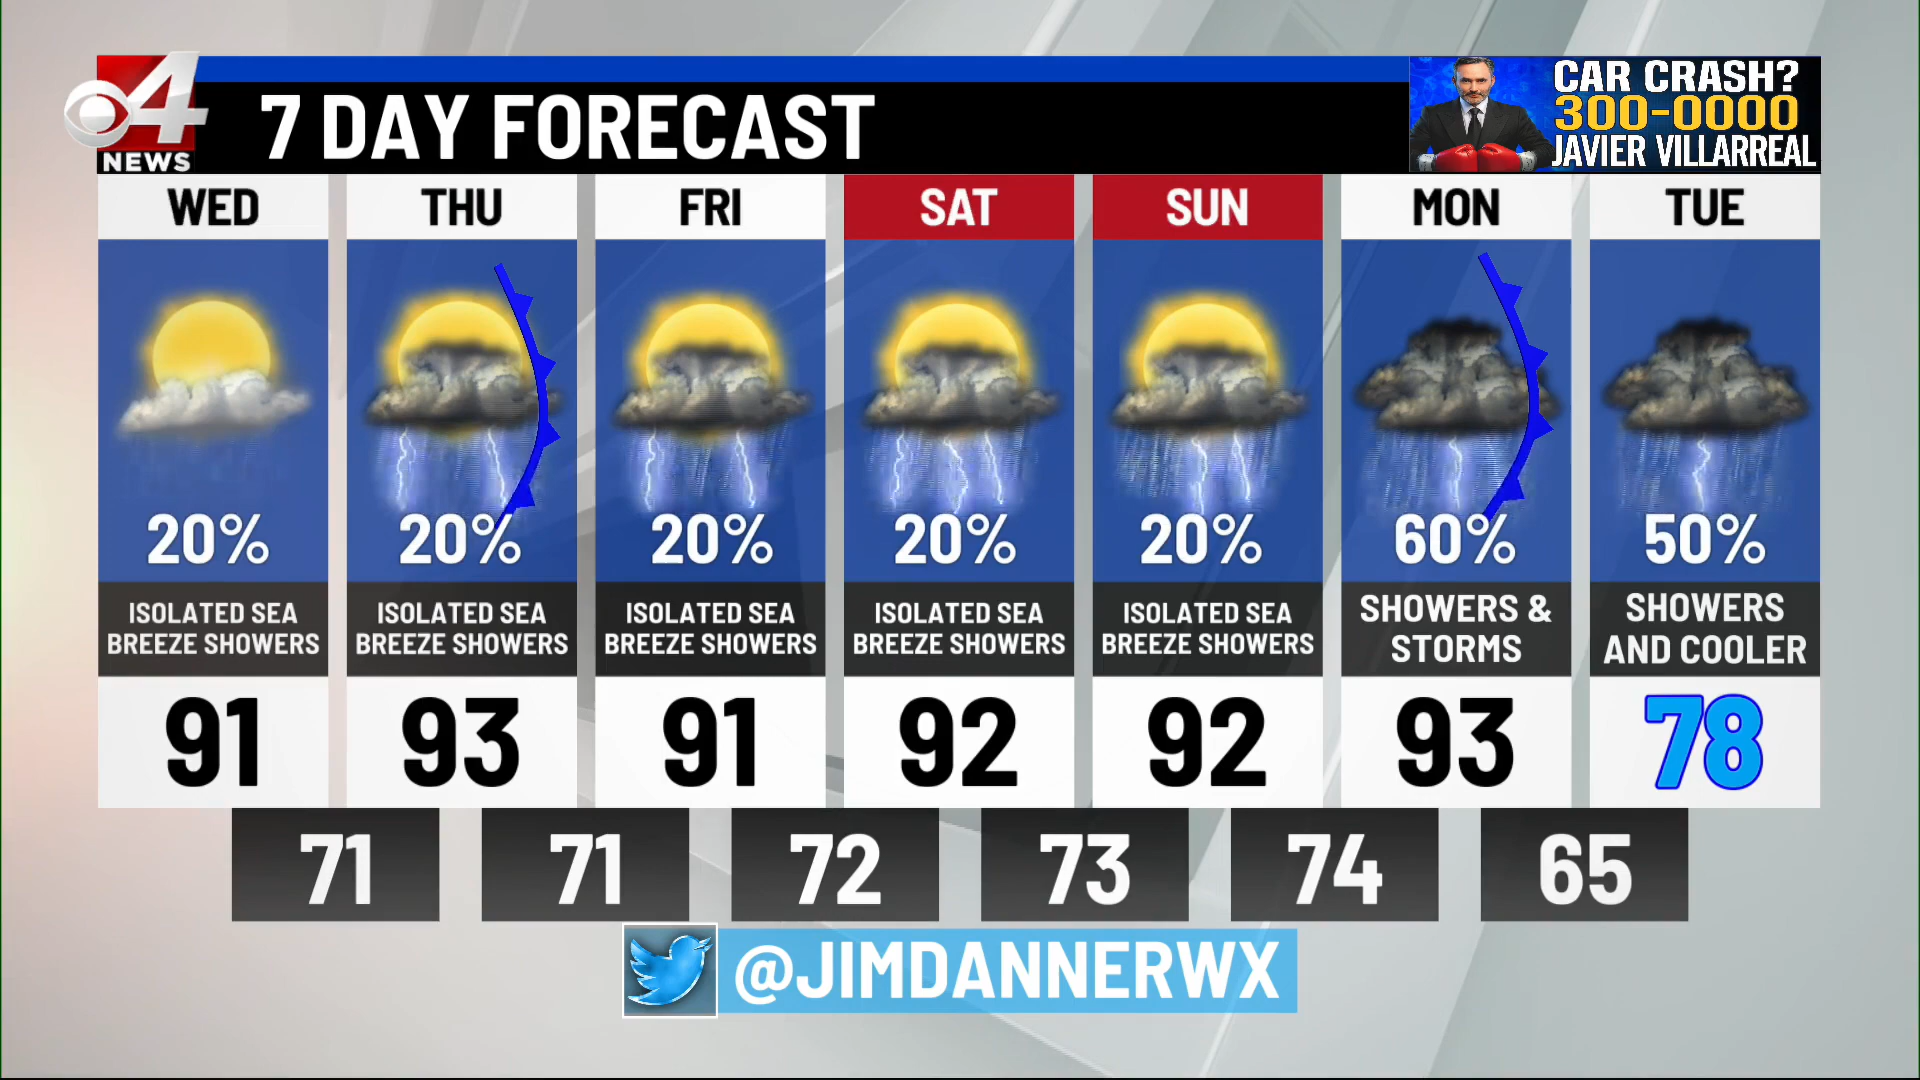 4
NEWS
7 DAY FORECAST
CAR CRASH?
300-0000
JAVIER VILLARREAL
WED
THU
FRI
SAT
SUN
MON
TUE
20%
20%
20%
20%
20%
60%
50%
ISOLATED SEA
BREEZE SHOWERS
ISOLATED SEA
BREEZE SHOWERS
ISOLATED SEA
BREEZE SHOWERS
ISOLATED SEA
BREEZE SHOWERS
ISOLATED SEA
BREEZE SHOWERS
SHOWERS &
STORMS
SHOWERS
AND COOLER
91
93
91
92
92
93
78
71
71
72
73
74
65
@JIMDANNERWX